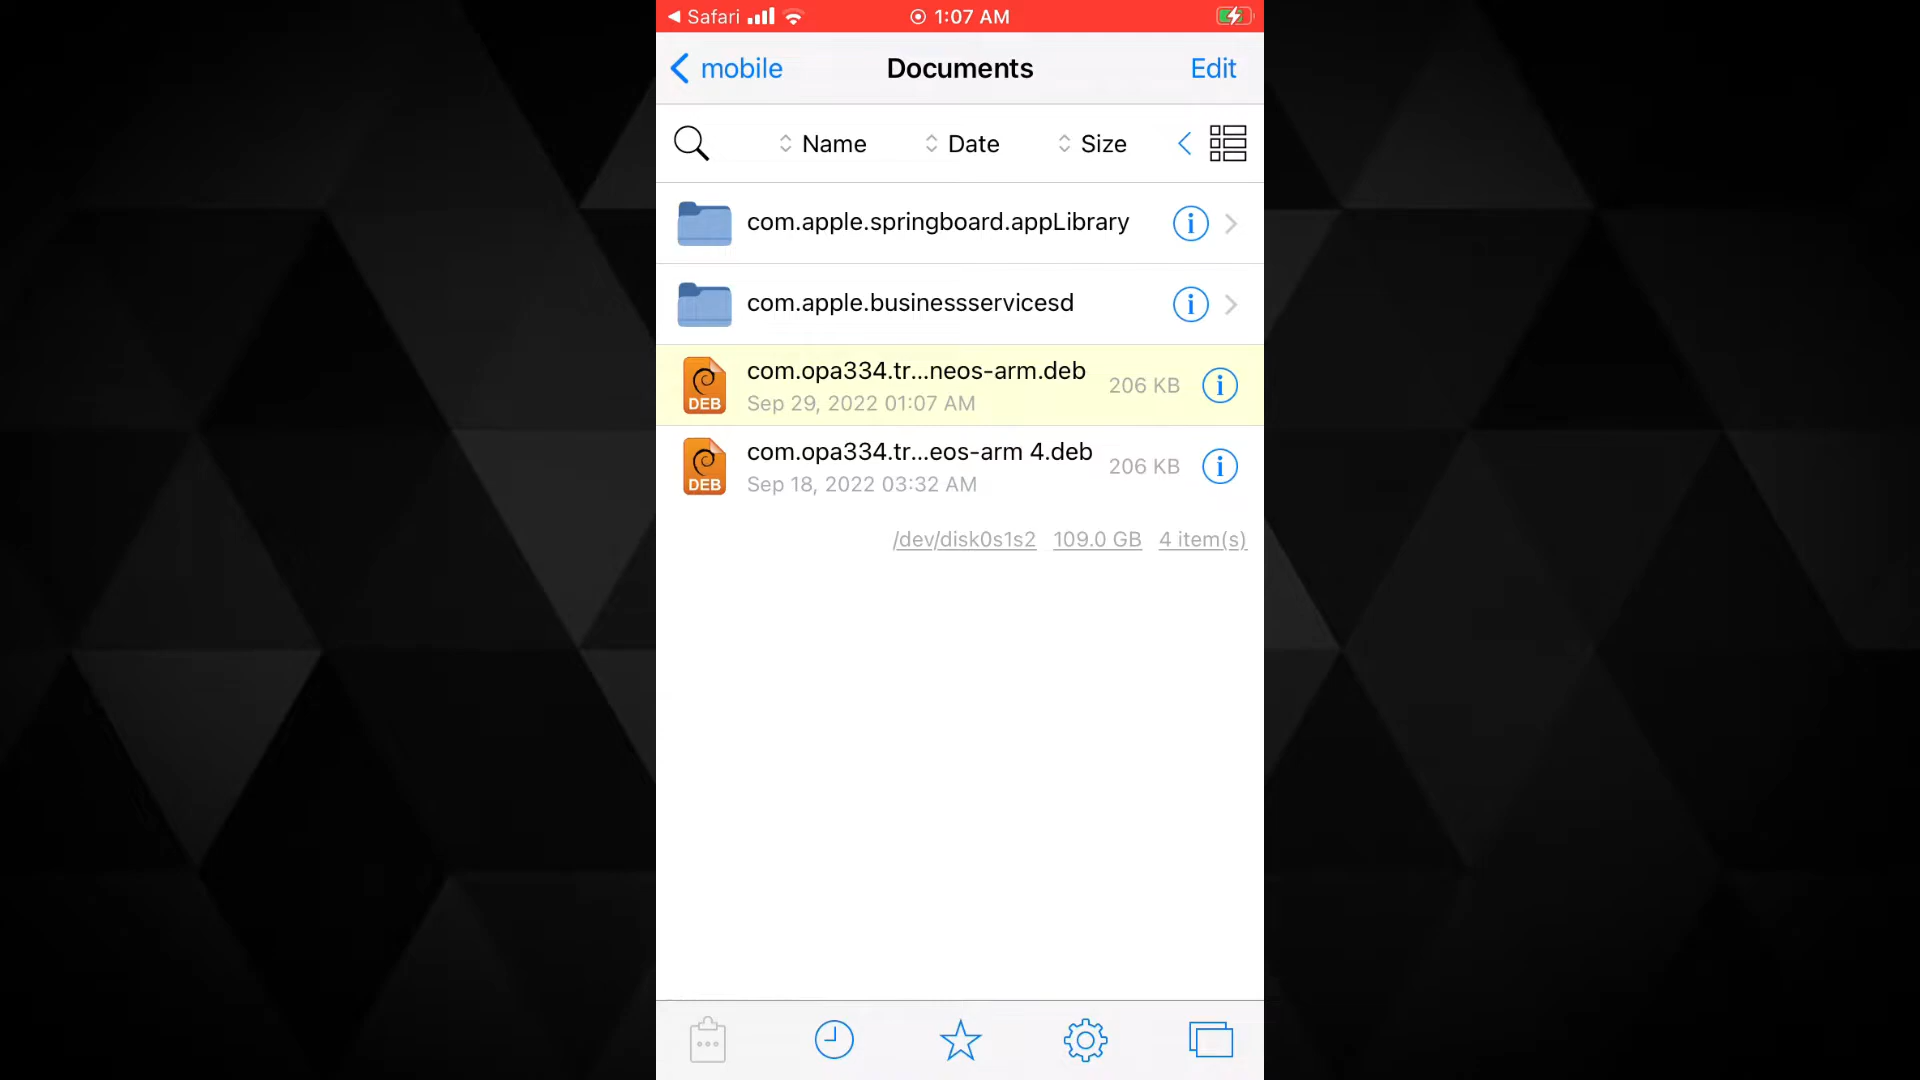 Safari 1:07 AM
mobile Documents Edit
Name Date Size
com.apple.springboard.appLibrary
com.apple.businessservicesd
com.opa334.tr...neos-arm.deb 206 KB
DEB
Sep 29, 2022 01:07 AM
com.opa334.tr...eos-arm 4.deb 206 KB
DEB
Sep 18, 2022 03:32 AM
/dev/disk0s1s2 109.0 GB 4 item(s)